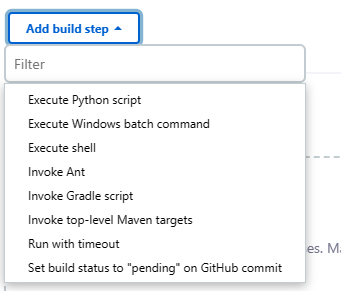 Add build step
Filter
Execute Python script
Execute Windows batch command
Execute shell
Invoke Ant
Invoke Gradle script
Invoke top-level Maven targets
Run with timeout
es. Ma
Set build status to "pending" on GitHub commit